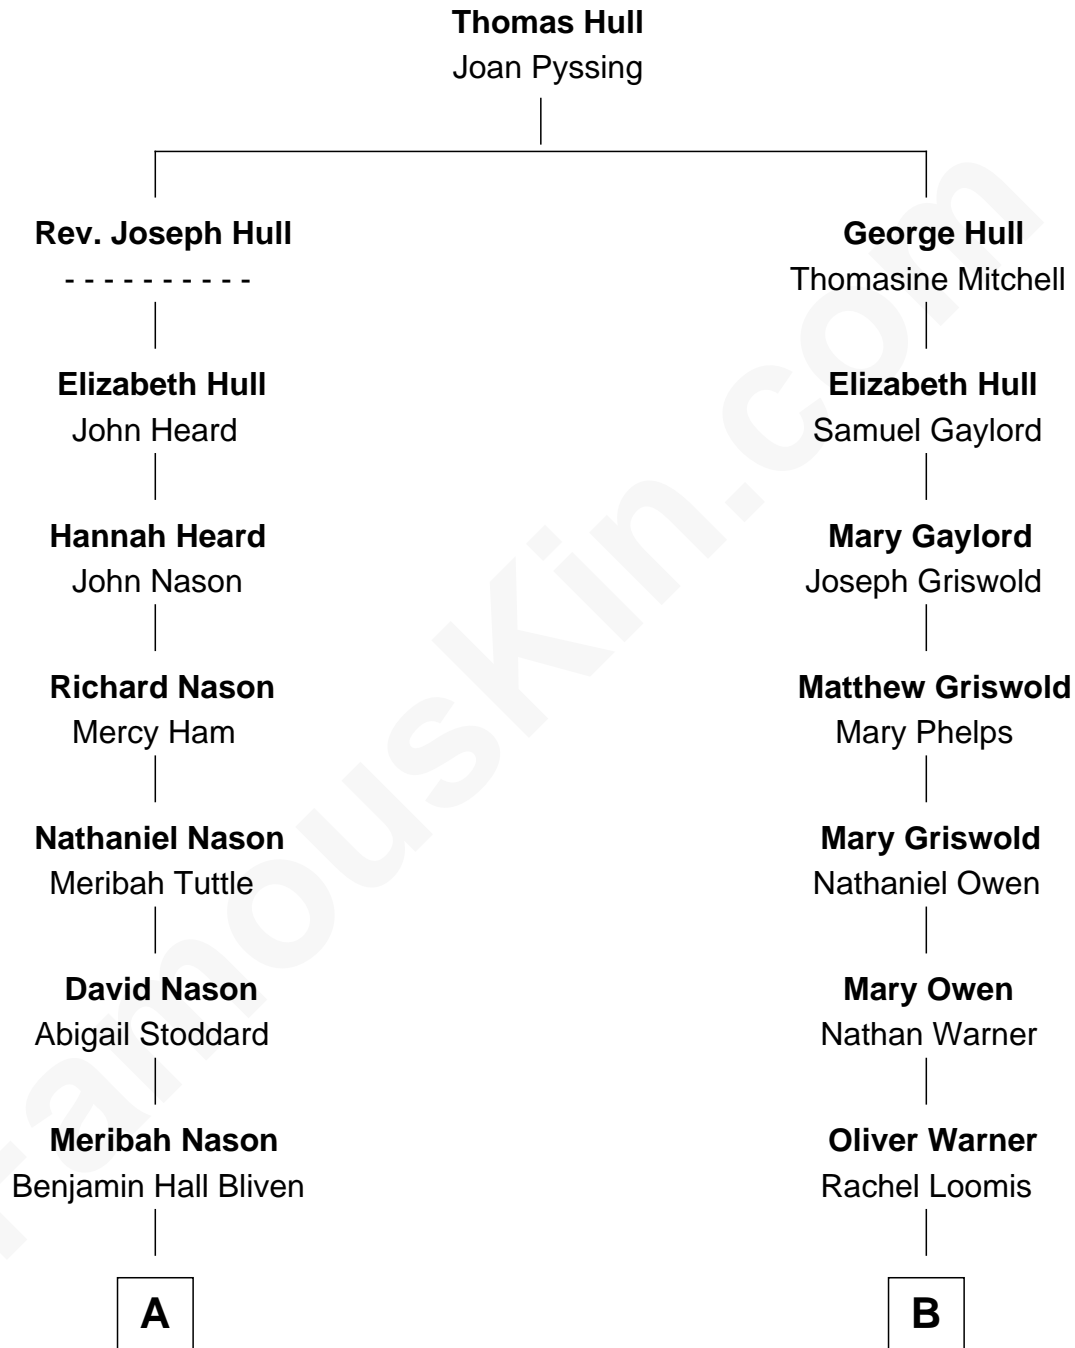 Thomas Hull
Joan Pyssing
Rev. Joseph Hull
- - - - - - - - - -
George Hull
Thomasine Mitchell
Elizabeth Hull
John Heard
Elizabeth Hull
Samuel Gaylord
Hannah Heard
John Nason
Mary Gaylord
Joseph Griswold
Richard Nason
Mercy Ham
Matthew Griswold
Mary Phelps
Nathaniel Nason
Meribah Tuttle
Mary Griswold
Nathaniel Owen
David Nason
Abigail Stoddard
Mary Owen
Nathan Warner
Meribah Nason
Benjamin Hall Bliven
Oliver Warner
Rachel Loomis
A
B
FamousKin.com